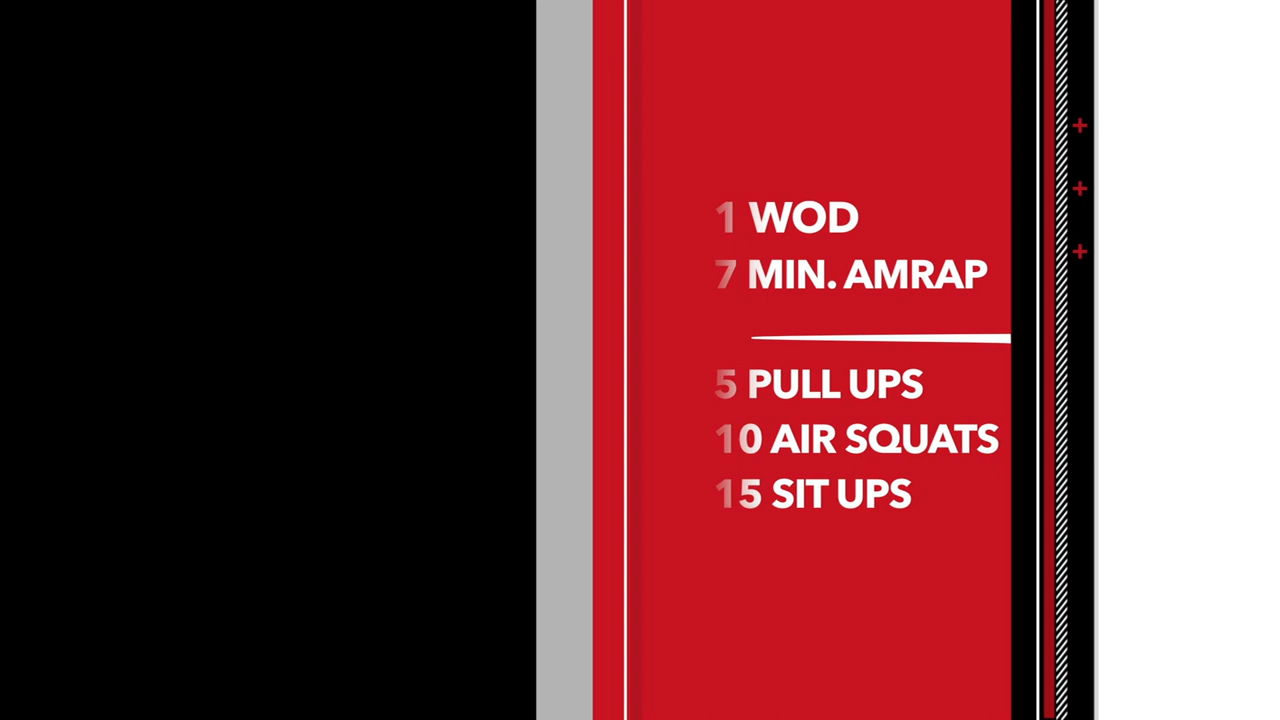 1 WOD
7 MIN. AMRAP
5 PULL UPS
10 AIR SQUATS
15 SIT UPS